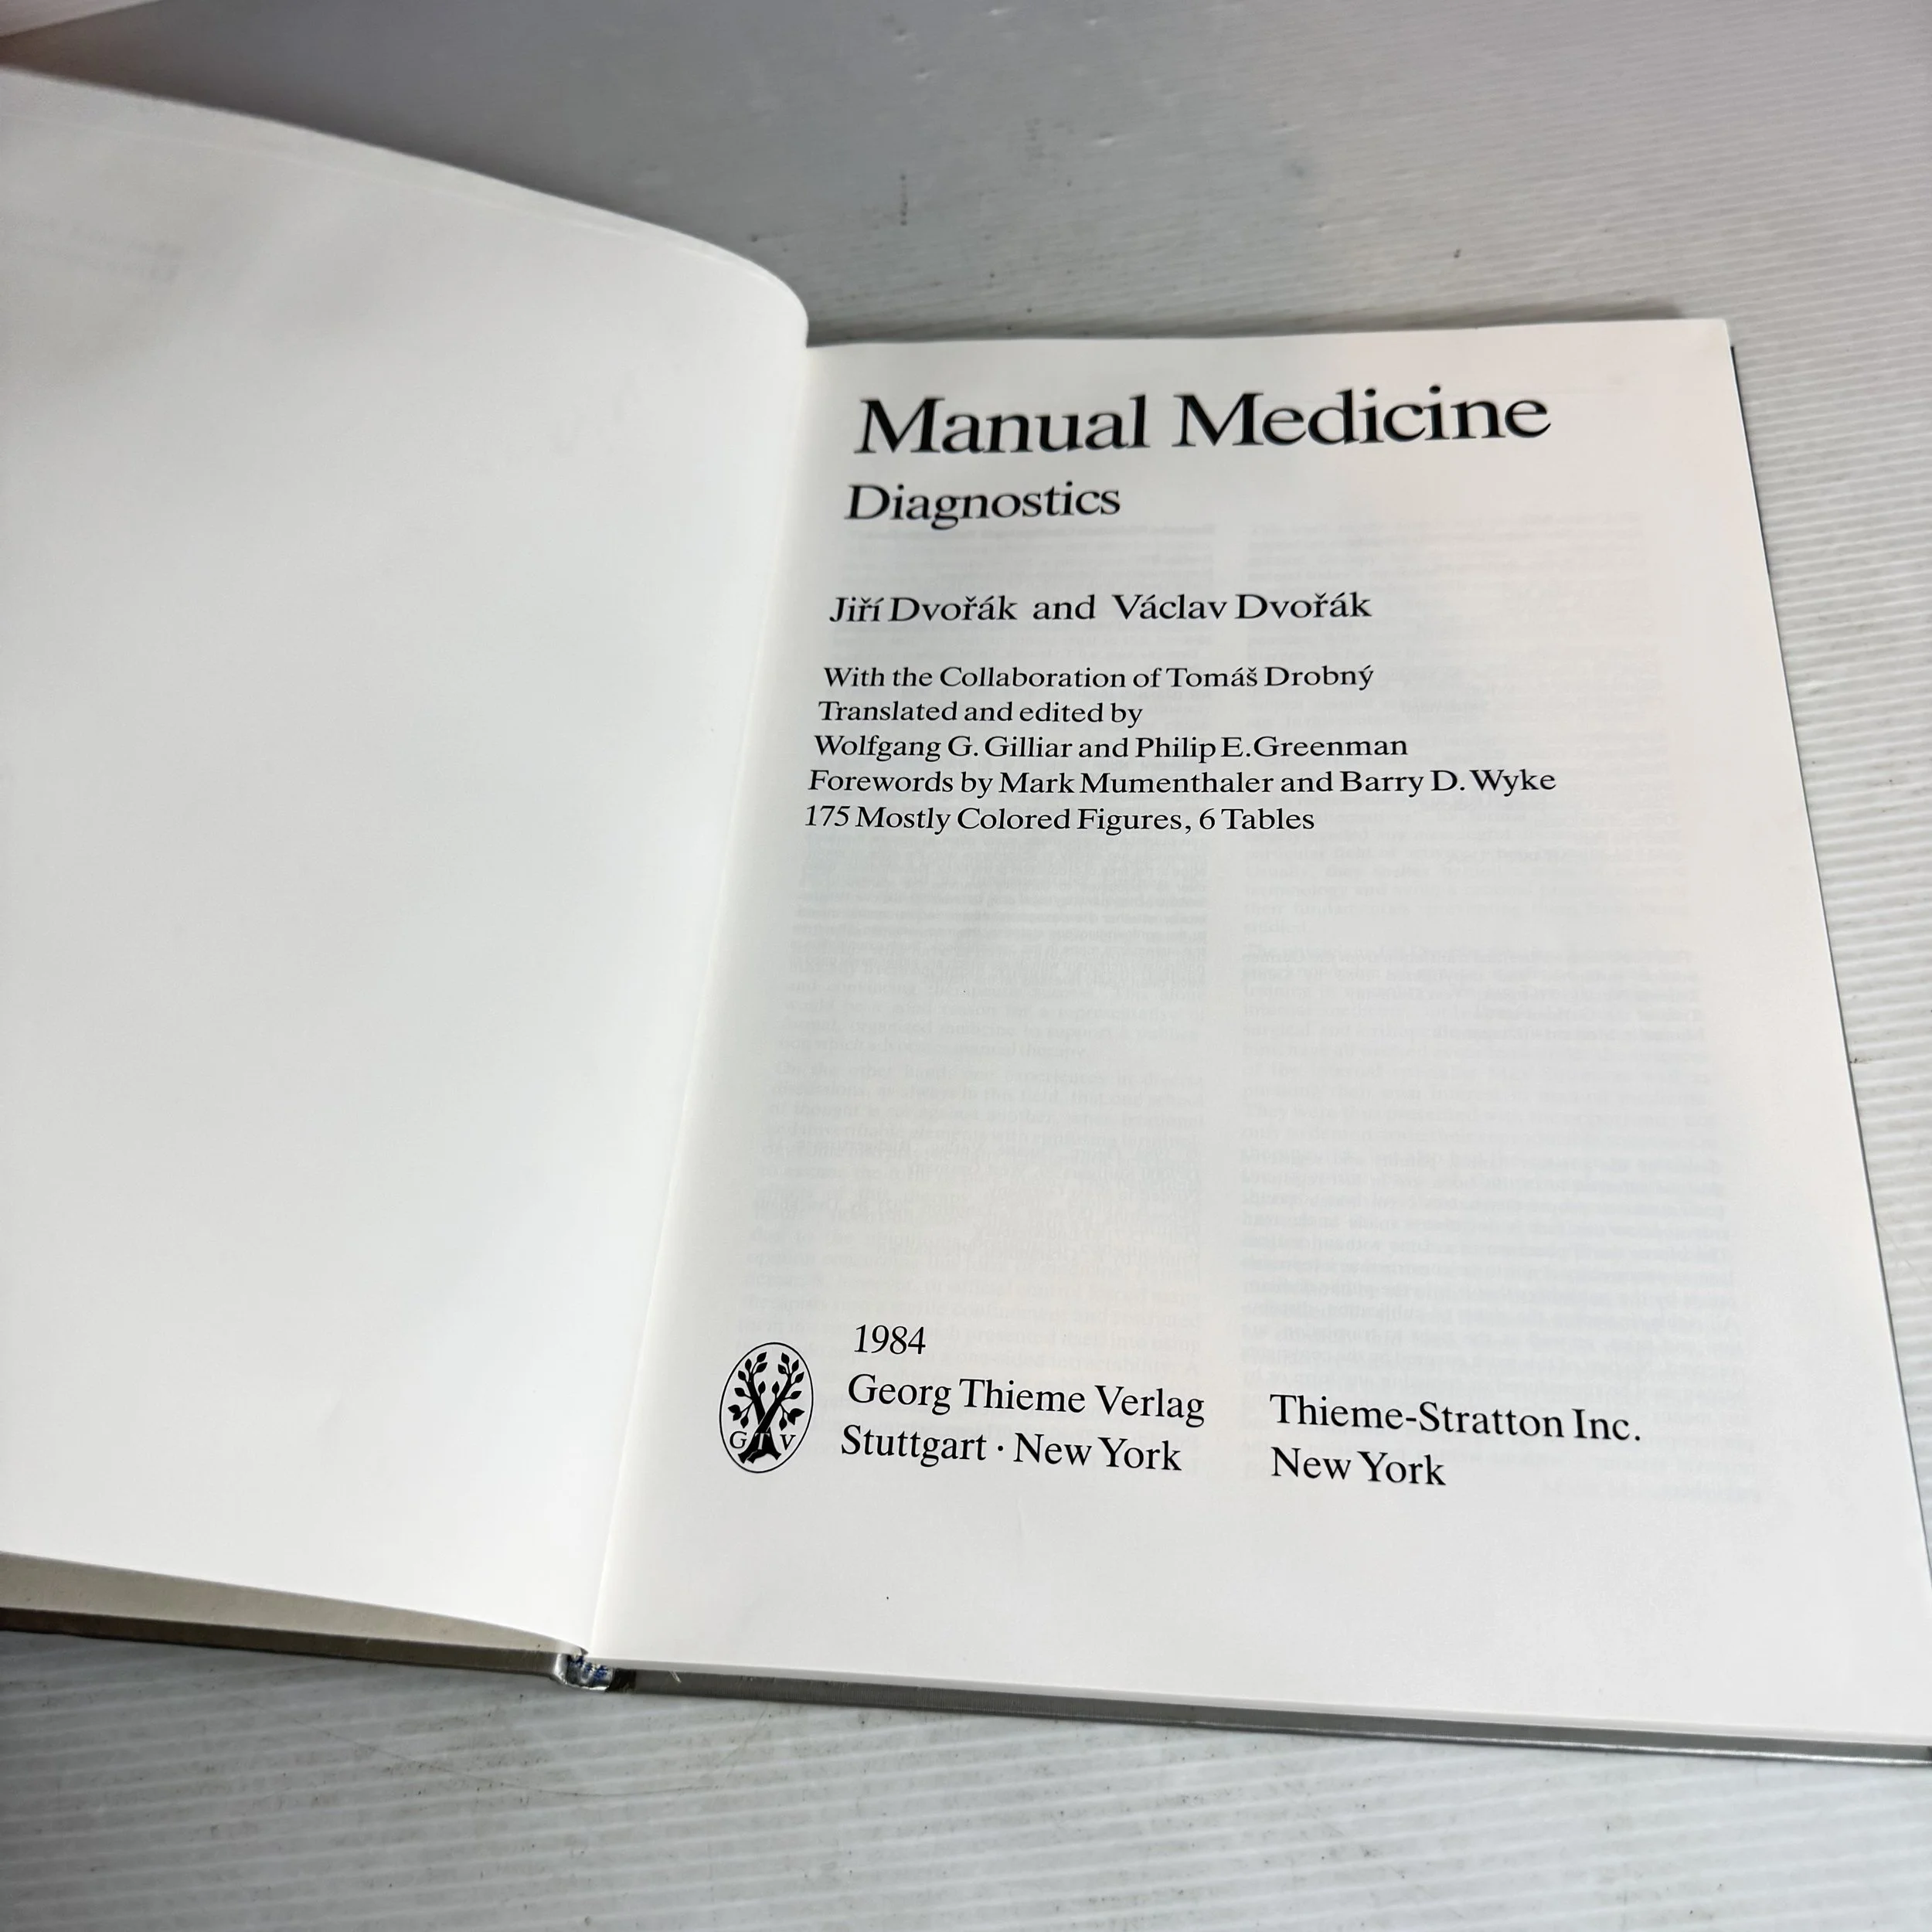 Manual Medicine
Diagnostics
Jiří Dvořák and Václav Dvořák
With the Collaboration of Tomáš Drobný
Translated and edited by
Wolfgang G. Gilliar and Philip E. Greenman
Forewords by Mark Mumenthaler and Barry D. Wyke
175 Mostly Colored Figures, 6 Tables
1984
Georg Thieme Verlag
Stuttgart · New York
Thieme-Stratton Inc.
New York
G T V